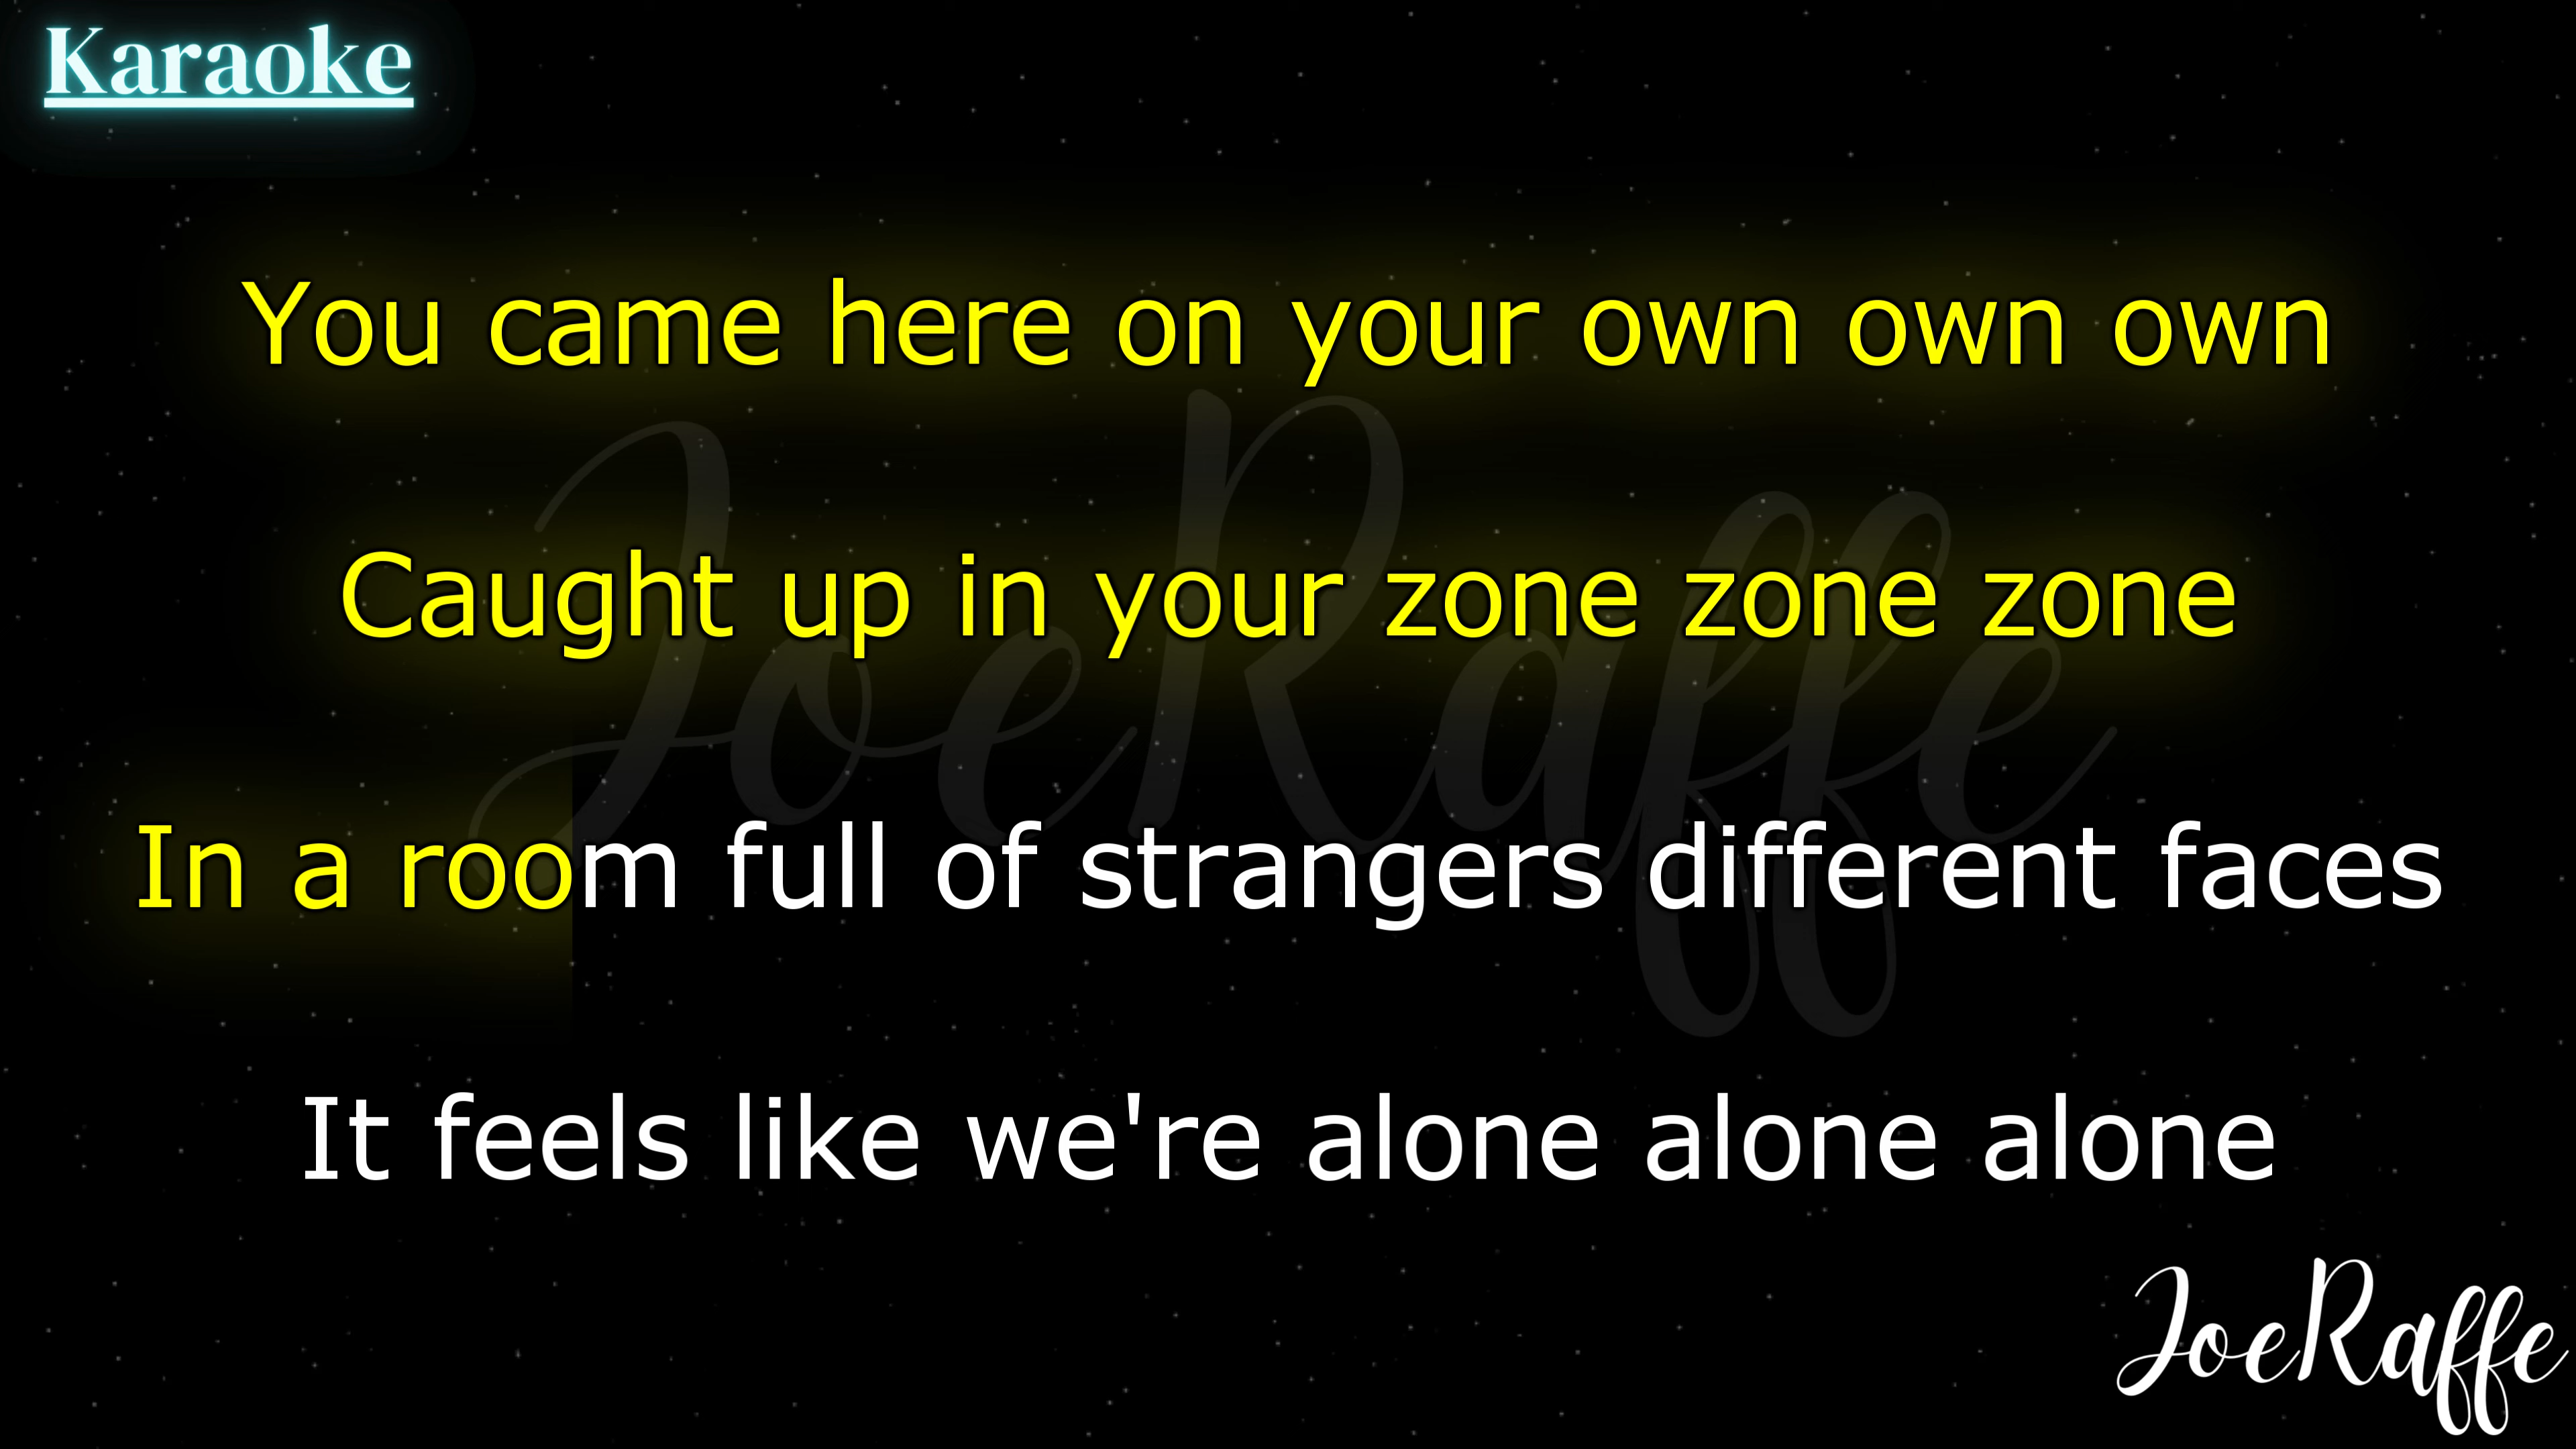 Karaoke
You came here on your own own own
Caught up in your zone zone zone
In a room full of strangers different faces
It feels like we're alone alone alone
JoeRaffe
JoeRaffe